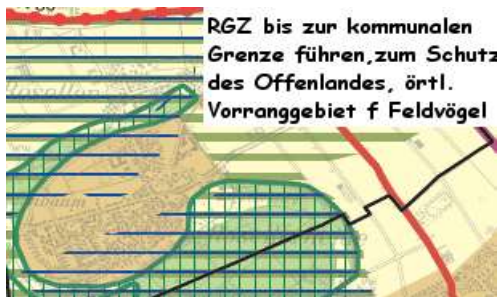 RGZ bis zur kommunalen
Grenze führen,zum Schutz
des Offenlandes, örtl.
Vorranggebiet f Feldvögel